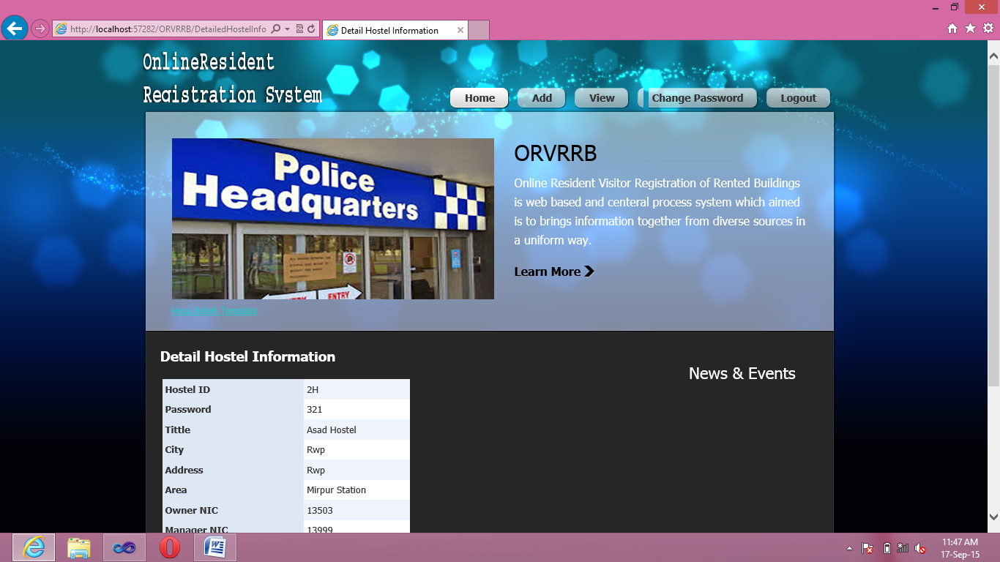 http://localhost:57282/ORVRRB/DetailedHostelInfo
Detail Hostel Information
OnlineResident
Registration System
Home
Add
View
Change Password
Logout
Police
Headquarters
ENTRY
ORVRRB
Online Resident Visitor Registration of Rented Buildings
is web based and centeral process system which aimed
is to brings information together from diverse sources in
a uniform way.
Learn More
Detail Hostel Information
News & Events
Hostel ID 2H
Password 321
Tittle Asad Hostel
City Rwp
Address Rwp
Area Mirpur Station
Owner NIC 13503
Manager NIC 13999
11:47 AM
17-Sep-15